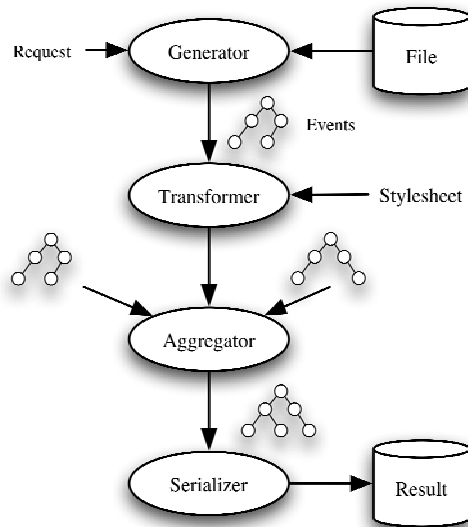 Request
Generator
File
Events
Transformer
Stylesheet
Aggregator
Serializer
Result